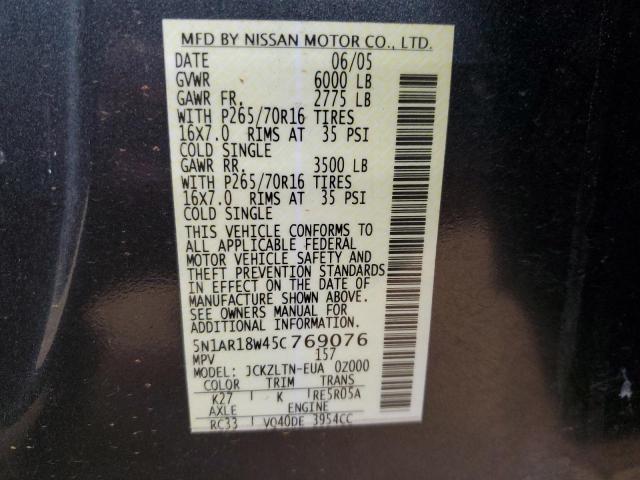 MFD BY NISSAN MOTOR CO., LTD.
DATE 06/05
GVWR 6000 LB
GAWR FR. 2775 LB
WITH P265/70R16 TIRES
16X7.0 RIMS AT 35 PSI
COLD SINGLE
GAWR RR. 3500 LB
WITH P265/70R16 TIRES
16X7.0 RIMS AT 35 PSI
COLD SINGLE
THIS VEHICLE CONFORMS TO
ALL APPLICABLE FEDERAL
MOTOR VEHICLE SAFETY AND
THEFT PREVENTION STANDARDS
IN EFFECT ON THE DATE OF
MANUFACTURE SHOWN ABOVE.
SEE OWNERS MANUAL FOR
ADDITIONAL INFORMATION.
5N1AR18W45C769076
MPV 157
MODEL: JCKZLTN-EUA 0Z000
COLOR TRIM TRANS
K27 K RE5R05A
AXLE ENGINE
RC33 VQ40DE 3954CC